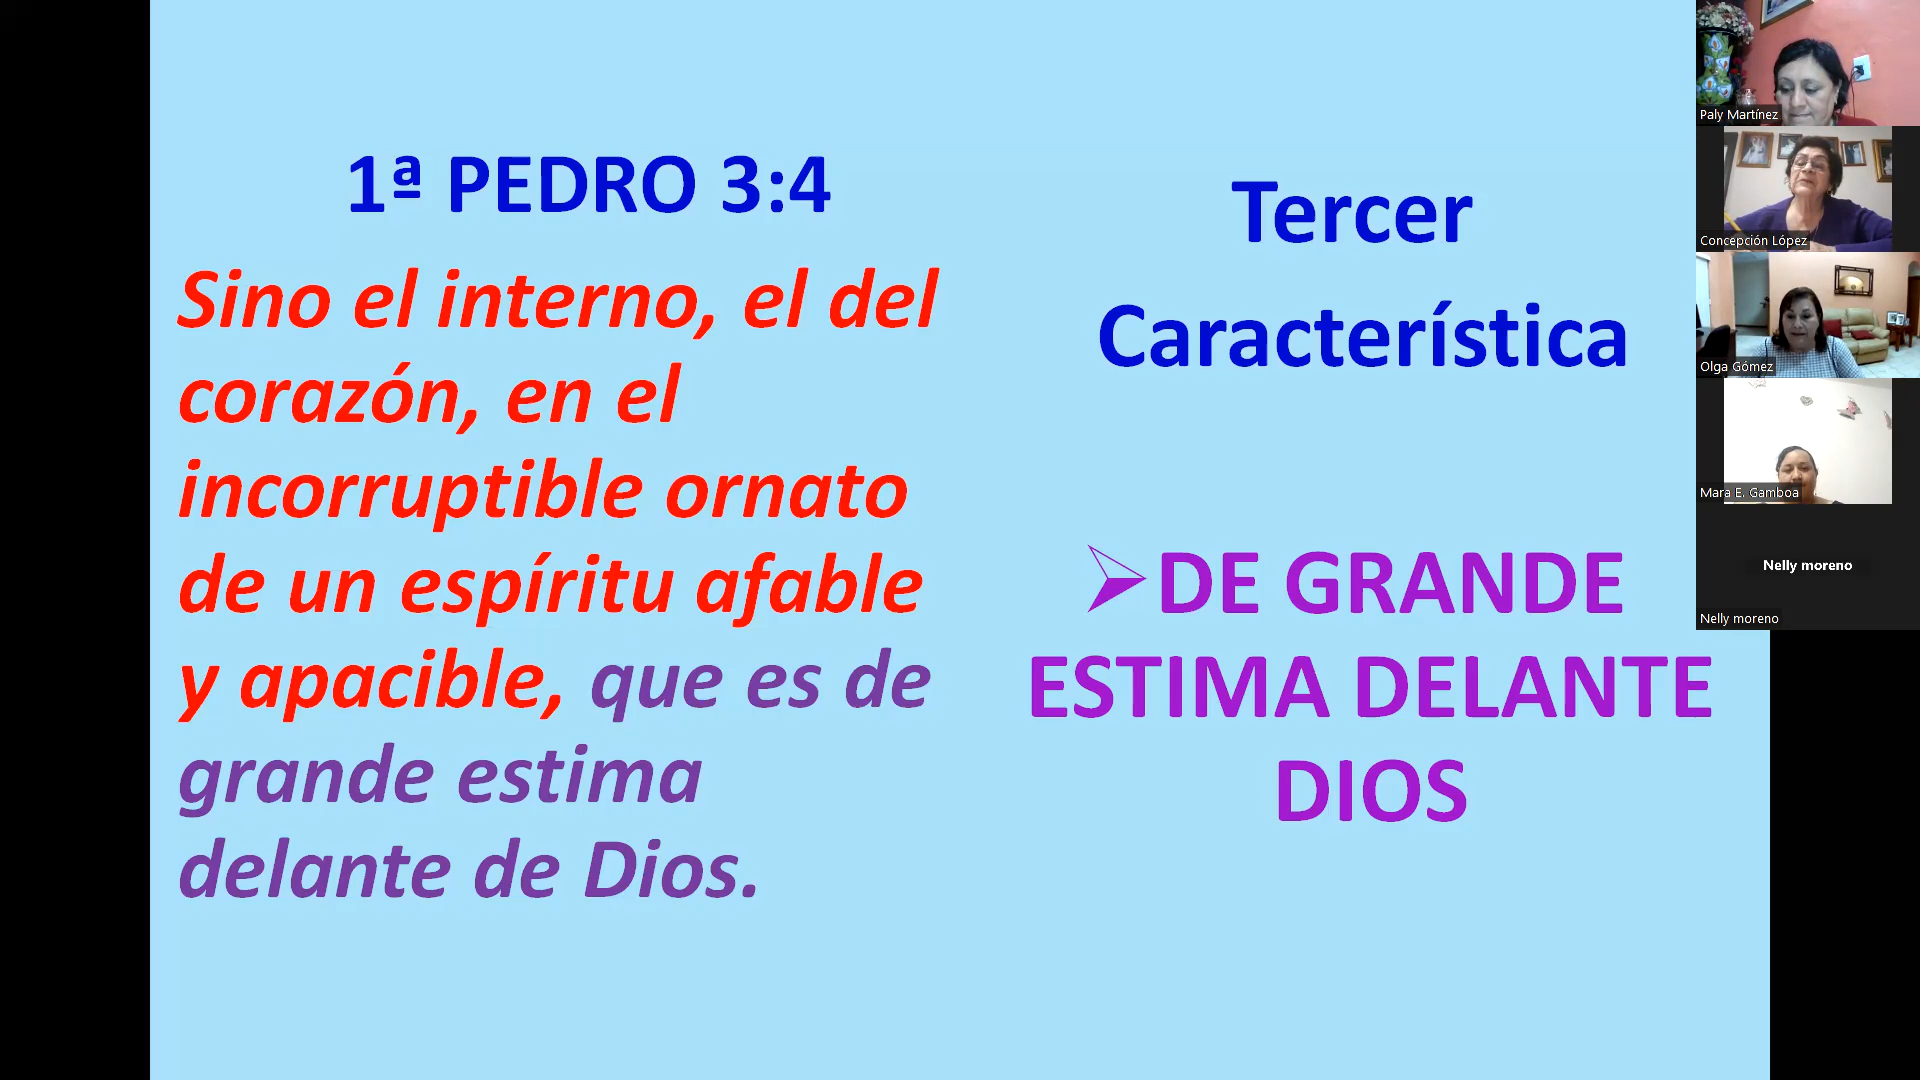 1ª PEDRO 3:4
Sino el interno, el del
corazón, en el
incorruptible ornato
de un espíritu afable
y apacible, que es de
grande estima
delante de Dios.
Tercer
Característica
➢DE GRANDE
ESTIMA DELANTE
DIOS
Paly Martínez
Concepción López
Olga Gómez
Mara E. Gamboa
Nelly moreno
Nelly moreno